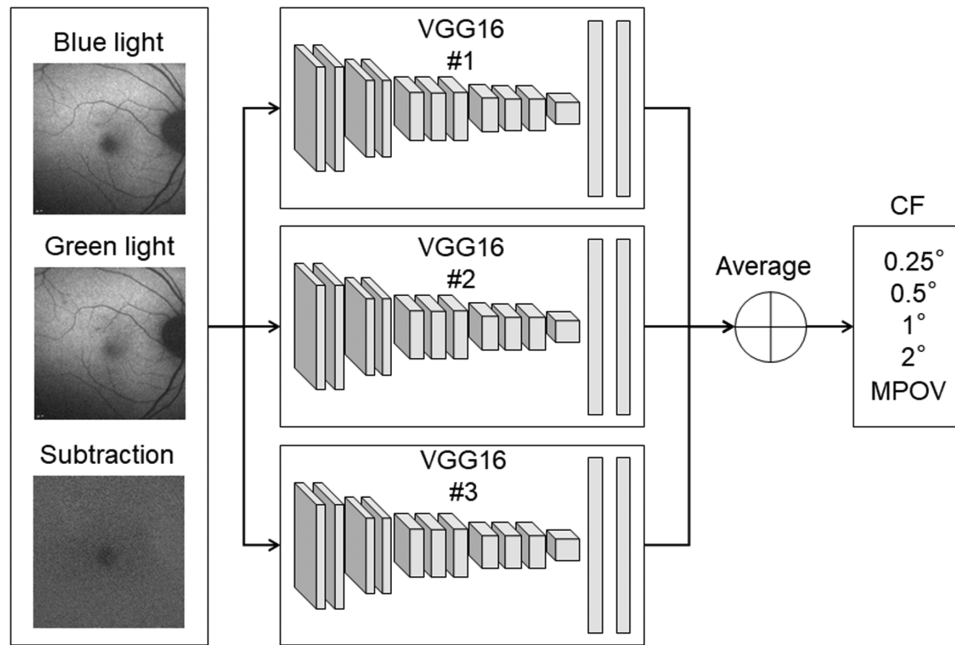 Blue light
Green light
Subtraction
VGG16
#1
VGG16
#2
VGG16
#3
Average
CF
0.25°
0.5°
1°
2°
MPOV